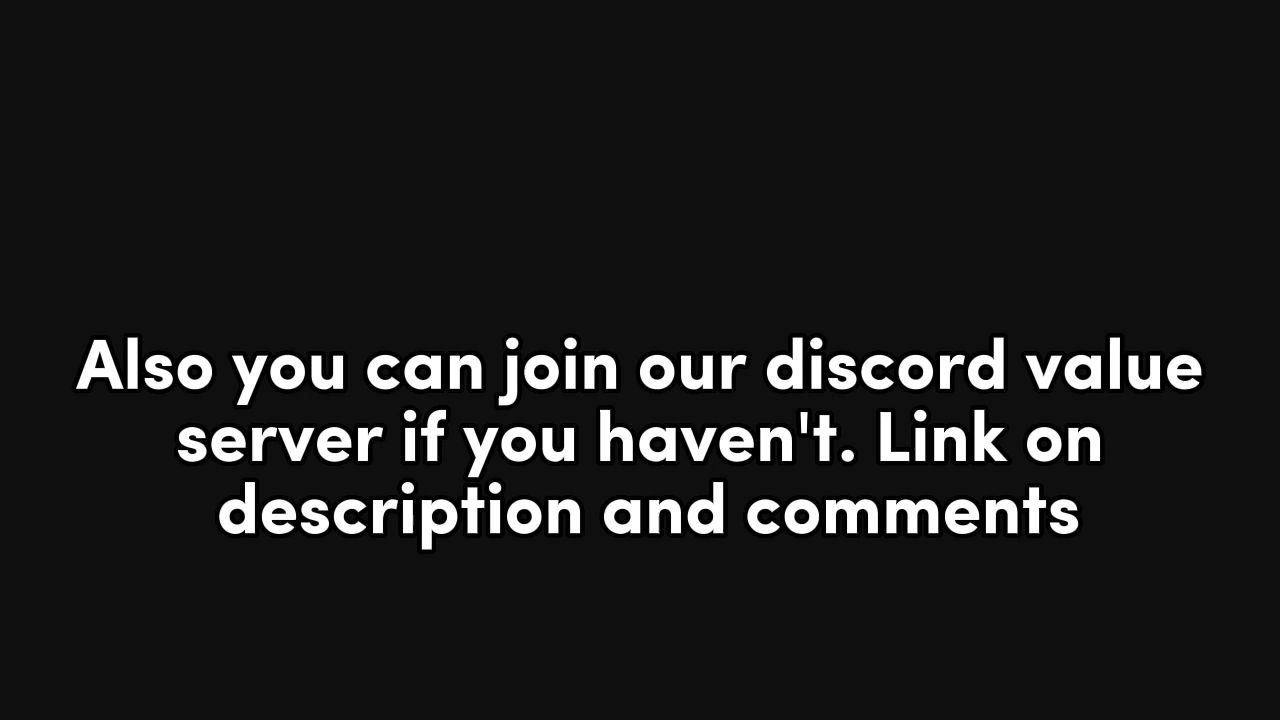 Also you can join our discord value
server if you haven't. Link on
description and comments